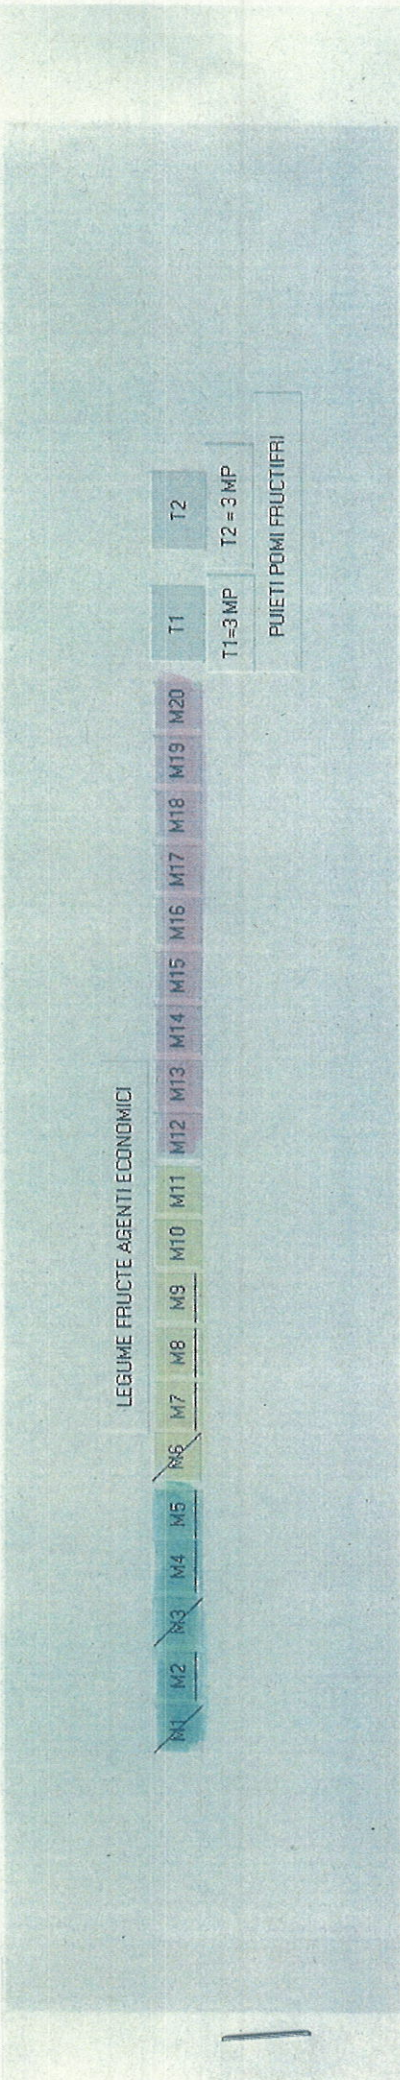 LEGUME FRUCTE AGENTI ECONOMICI
M1 M2 M3 M4 M5 M6 M7 M8 M9 M10 M11 M12 M13 M14 M15 M16 M17 M18 M19 M20 T1 T2
T1=3 MP T2 = 3 MP
PUIETI POMI FRUCTIFRI